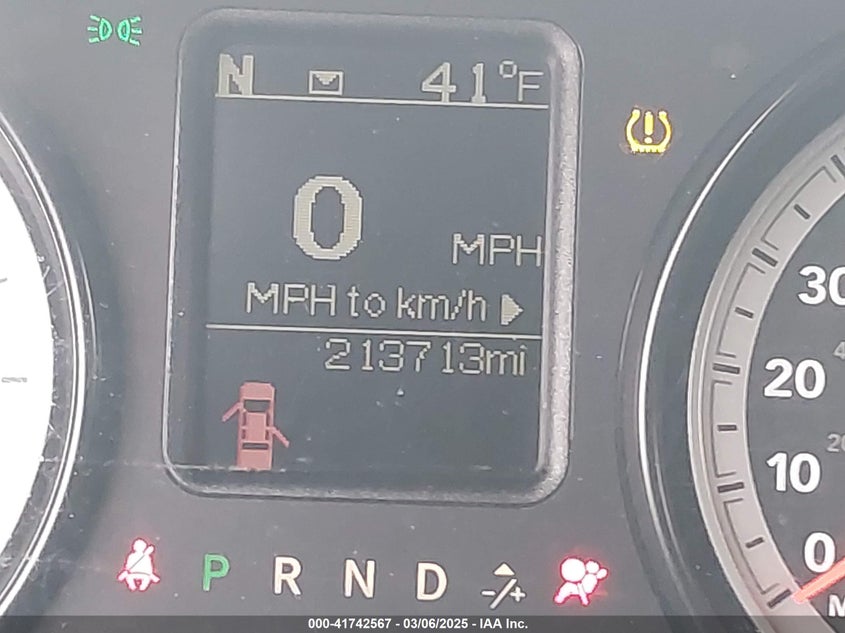 N 41°F
0 MPH
MPH to km/h
213713mi
P R N D -/+
30
20
10
0
000-41742567 - 03/06/2025 - IAA Inc.